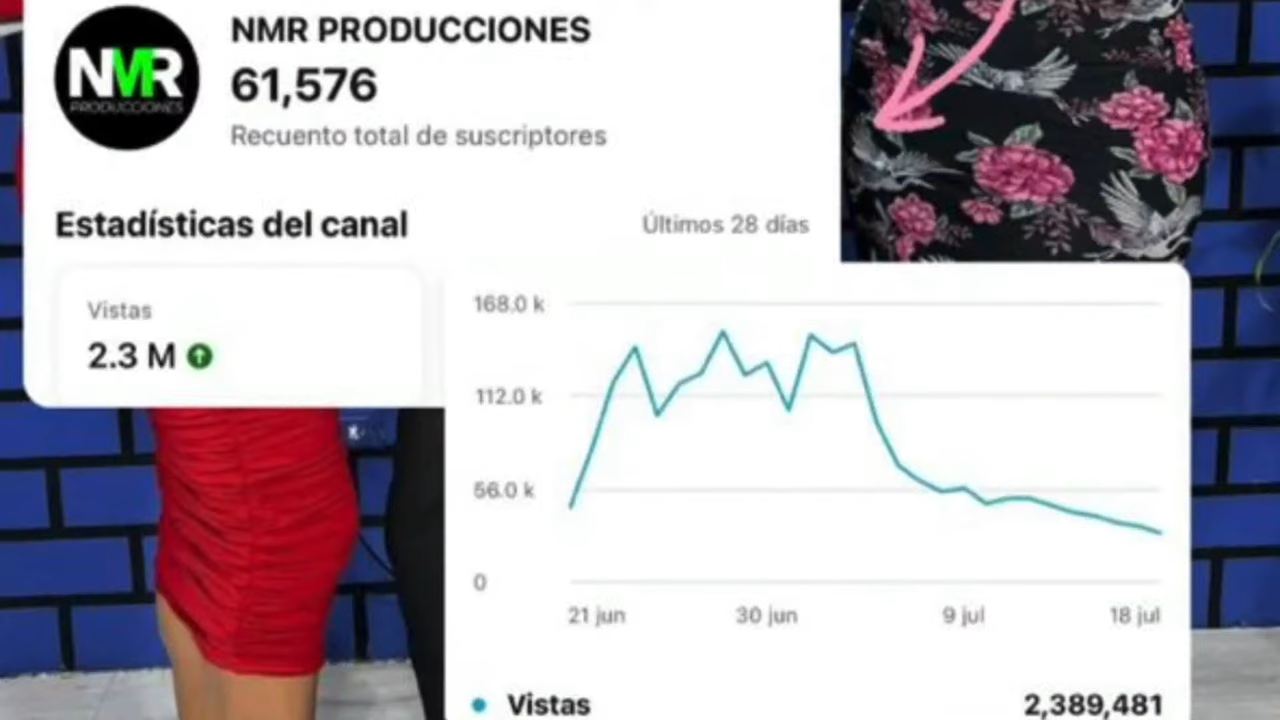 NMR
PRODUCCIONES
NMR PRODUCCIONES
61,576
Recuento total de suscriptores
Estadísticas del canal
Últimos 28 días
Vistas
2.3 M
168.0 k
112.0 k
56.0 k
0
21 jun
30 jun
9 jul
18 jul
Vistas
2,389,481